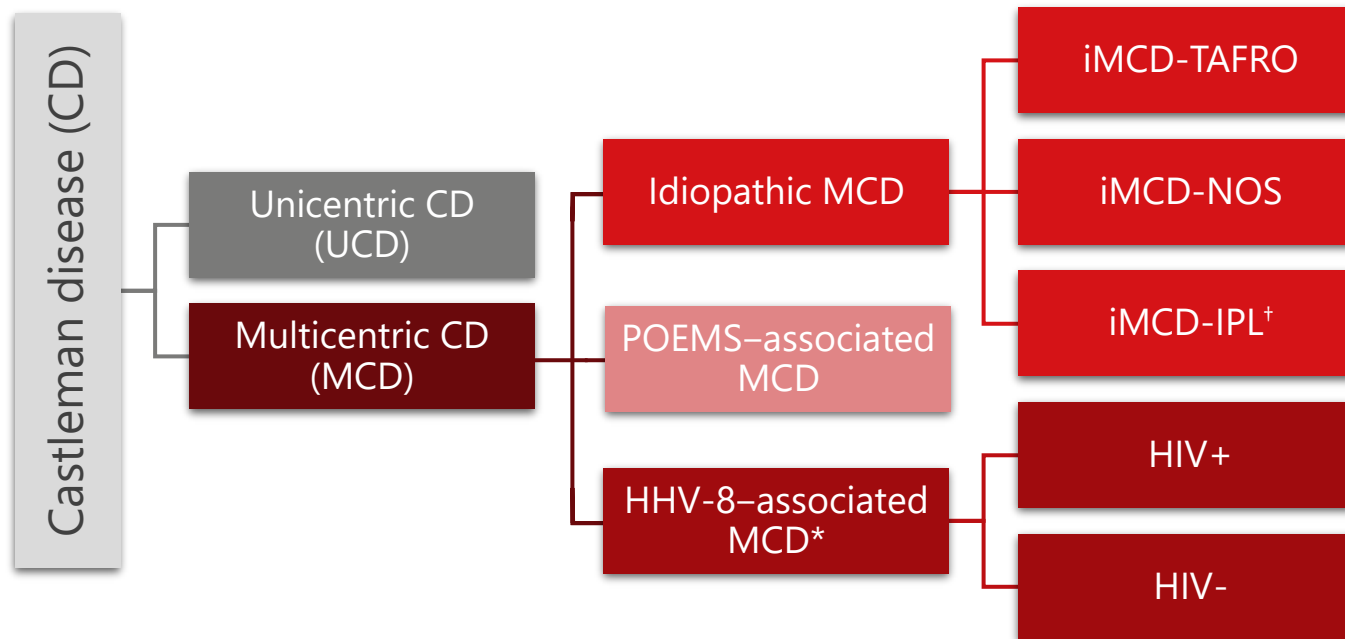 Castleman disease (CD)
Unicentric CD
(UCD)
Multicentric CD
(MCD)
Idiopathic MCD
POEMS–associated
MCD
HHV-8–associated
MCD*
iMCD-TAFRO
iMCD-NOS
iMCD-IPL†
HIV+
HIV-